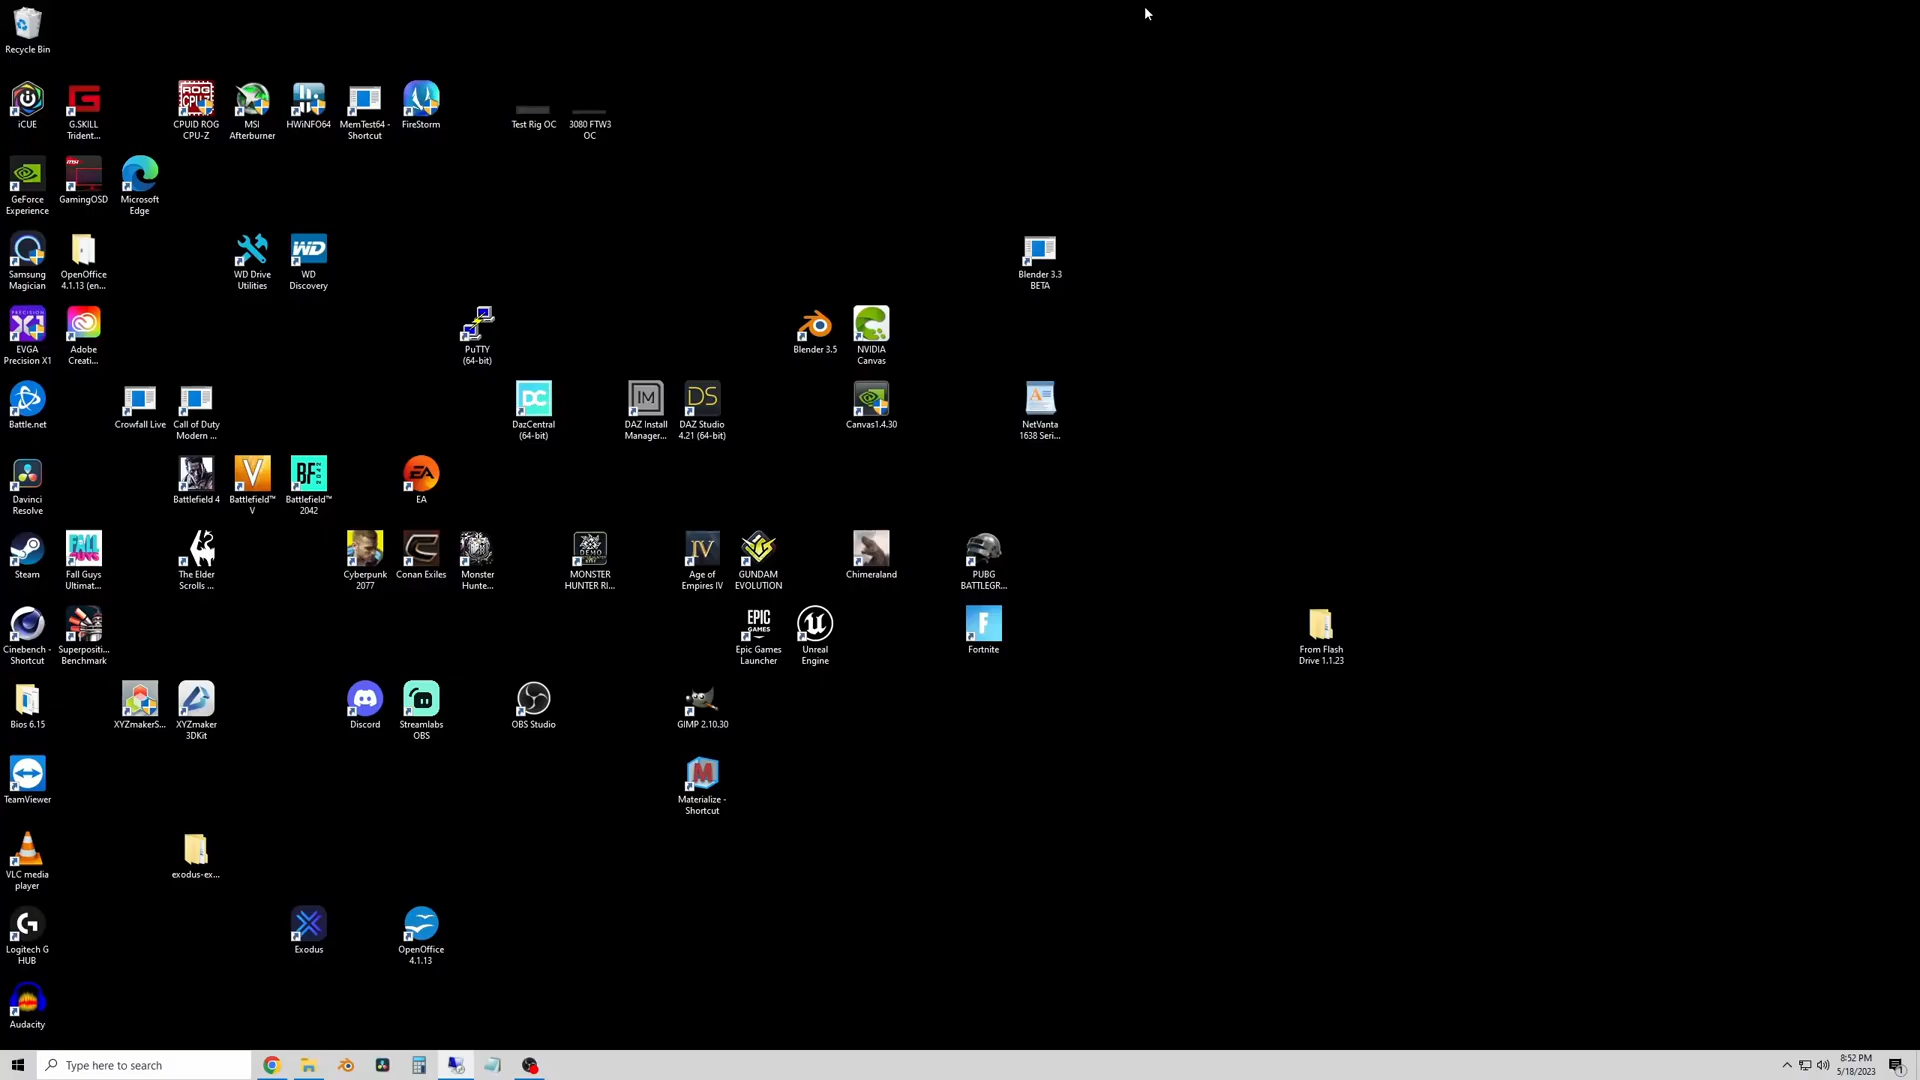 Recycle Bin
iCUE
G.SKILL
Trident...
CPUID ROG
CPU-Z
MSI
Afterburner
HWiNFO64
MemTest64 -
Shortcut
FireStorm
Test Rig OC
3080 FTW3
OC
GeForce
Experience
GamingOSD
Microsoft
Edge
Samsung
Magician
OpenOffice
4.1.13 (en...
WD Drive
Utilities
WD
Discovery
Blender 3.3
BETA
EVGA
Precision X1
Adobe
Creati...
PuTTY
(64-bit)
Blender 3.5
NVIDIA
Canvas
Battle.net
Crowfall Live
Call of Duty
Modern ...
DazCentral
(64-bit)
DAZ Install
Manager...
DAZ Studio
4.21 (64-bit)
Canvas1.4.30
NetVanta
1638 Seri...
Davinci
Resolve
Battlefield 4
Battlefield™
V
Battlefield™
2042
EA
Steam
Fall Guys
Ultimat...
The Elder
Scrolls ...
Cyberpunk
2077
Conan Exiles
Monster
Hunte...
MONSTER
HUNTER RI...
Age of
Empires IV
GUNDAM
EVOLUTION
Chimeraland
PUBG
BATTLEGR...
Cinebench -
Shortcut
Superpositi...
Benchmark
Epic Games
Launcher
Unreal
Engine
Fortnite
From Flash
Drive 1.1.23
Bios 6.15
XYZmakerS...
XYZmaker
3DKit
Discord
Streamlabs
OBS
OBS Studio
GIMP 2.10.30
TeamViewer
Materialize -
Shortcut
VLC media
player
exodus-ex...
Logitech G
HUB
Exodus
OpenOffice
4.1.13
Audacity
Type here to search
8:52 PM
5/18/2023